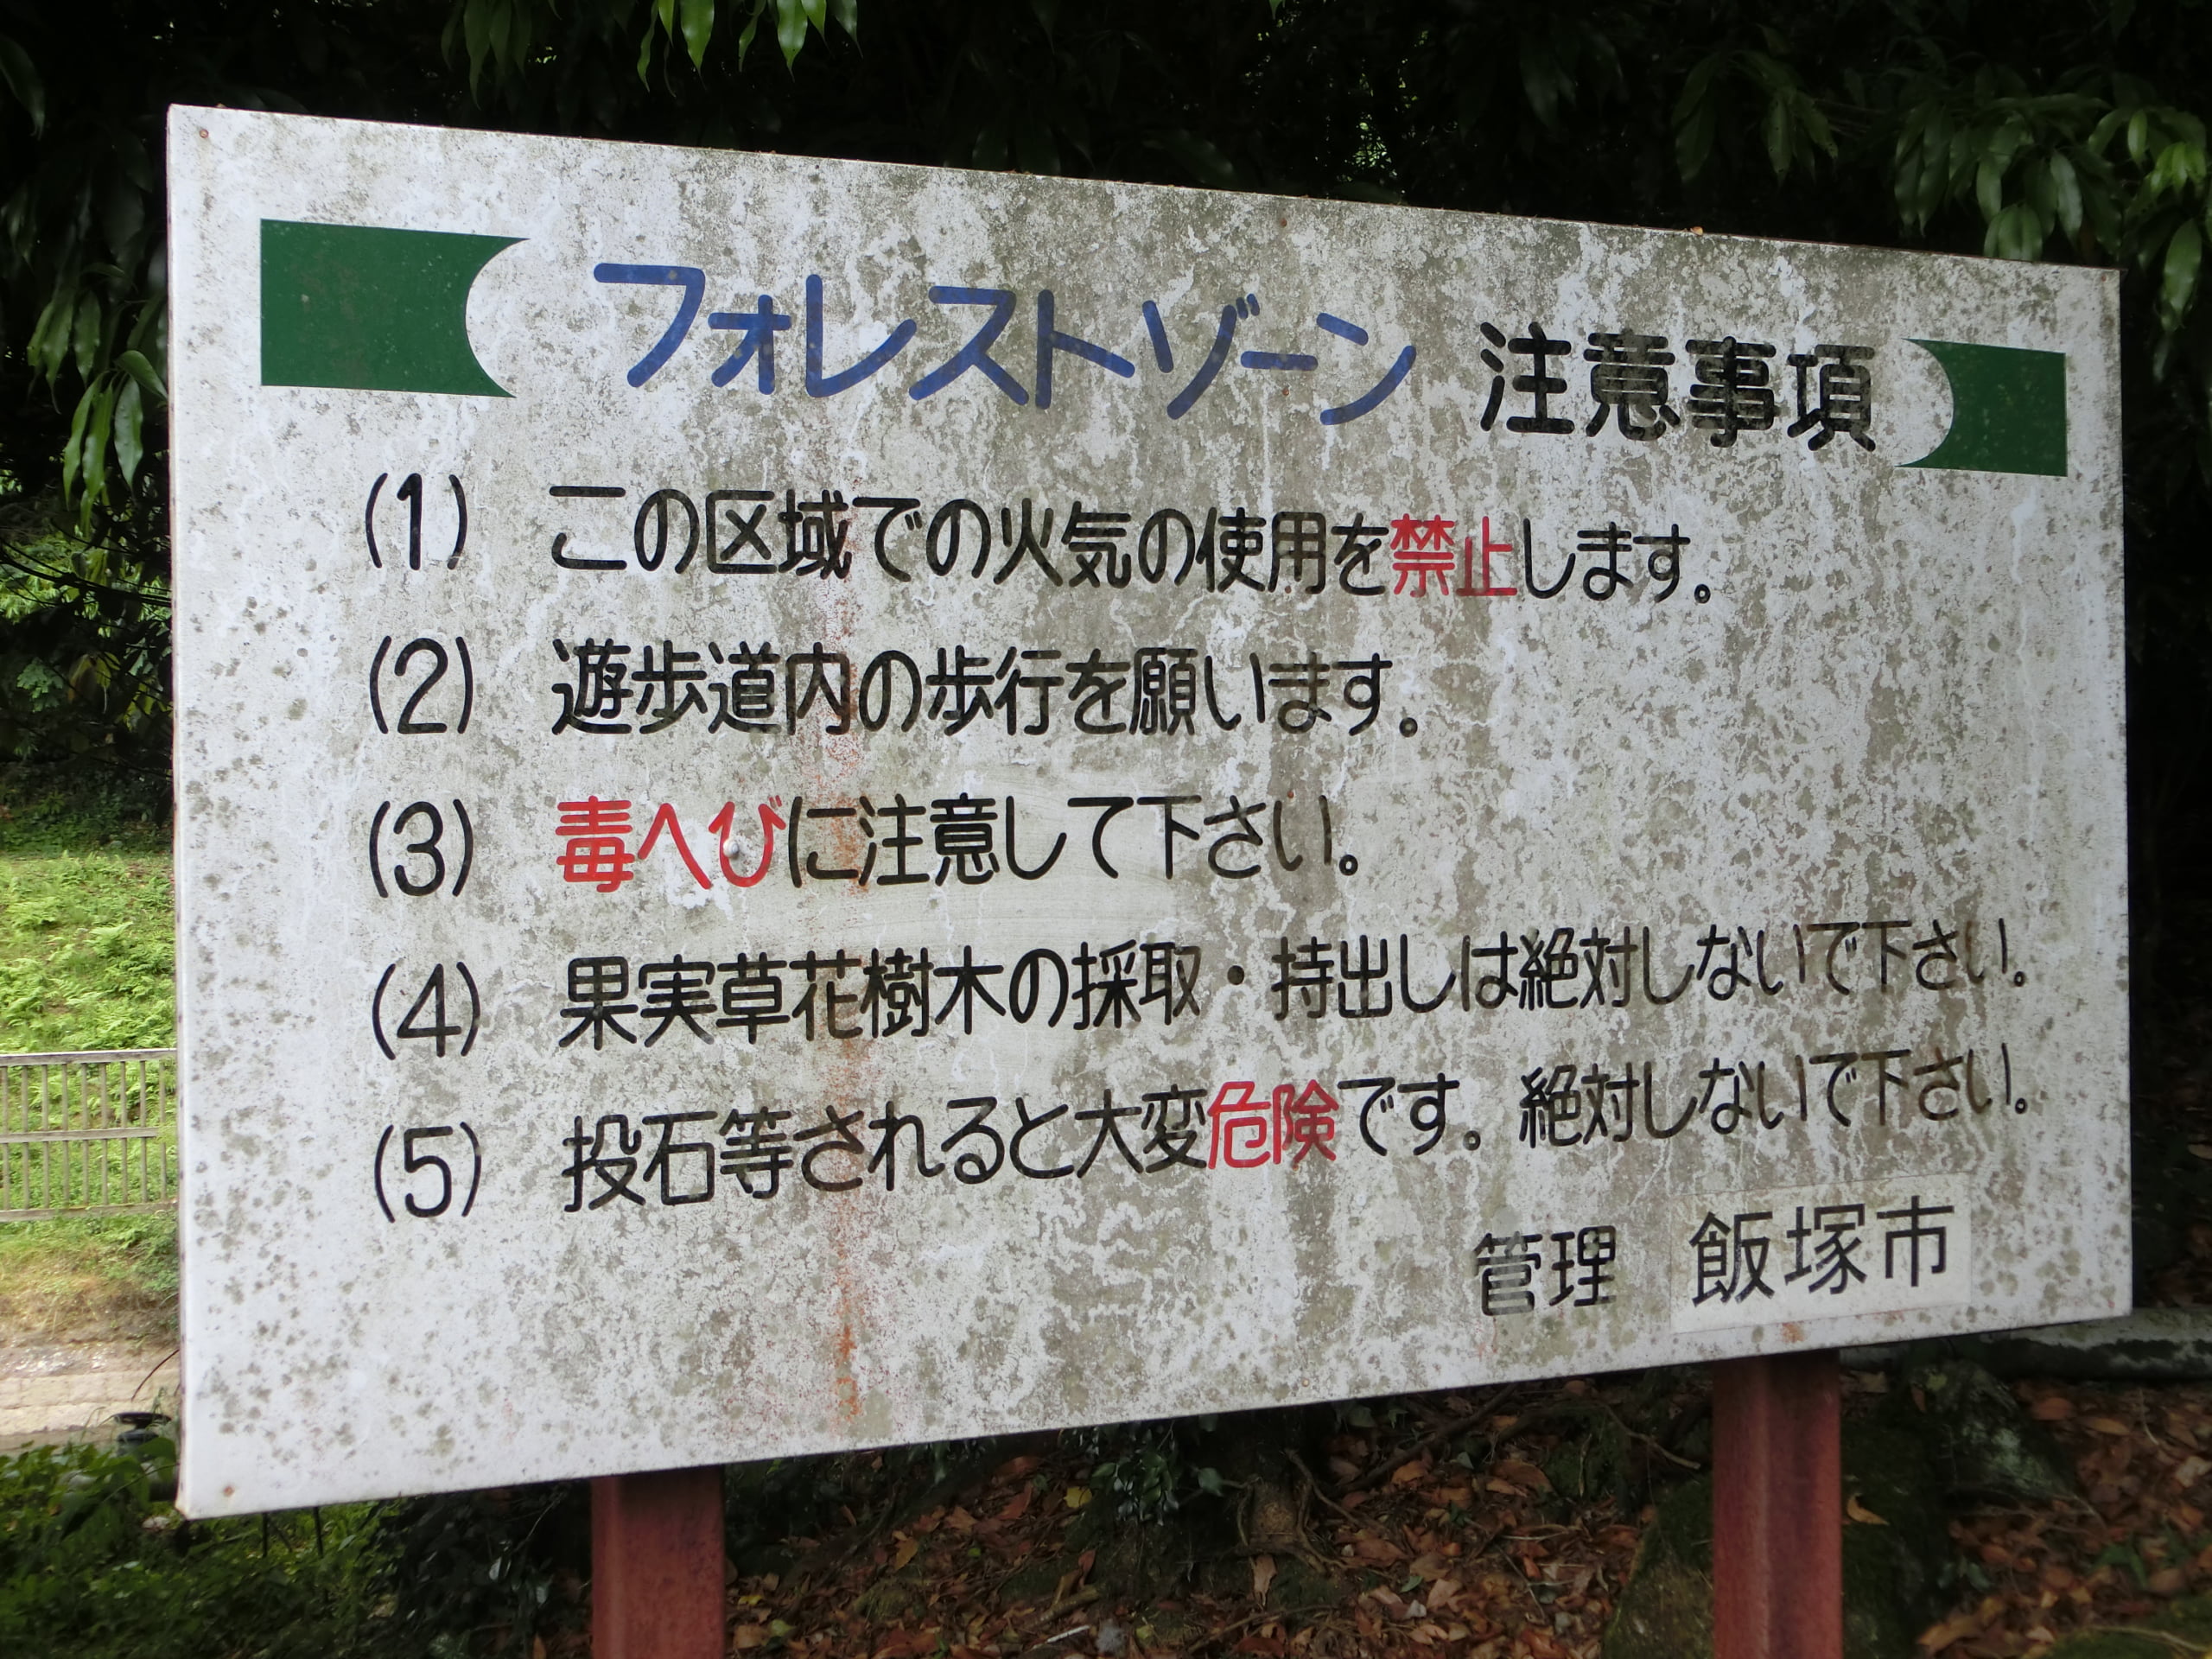 フォレストゾーン 注意事項
(1) この区域での火気の使用を禁止します。
(2) 遊歩道内の歩行を願います。
(3) 毒へびに注意して下さい。
(4) 果実草花樹木の採取・持出しは絶対しないで下さい。
(5) 投石等されると大変危険です。絶対しないで下さい。
管理 飯塚市